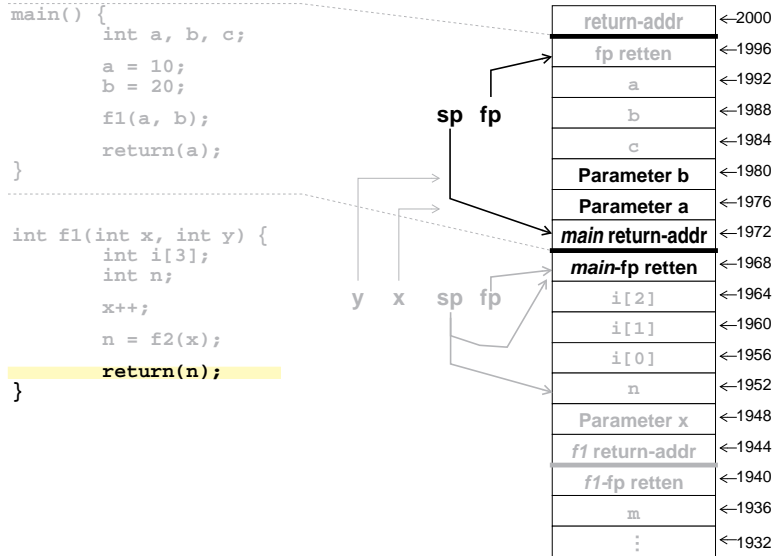 main() {
int a, b, c;
a = 10;
b = 20;
f1(a, b);
return(a);
}
int f1(int x, int y) {
int i[3];
int n;
x++;
n = f2(x);
return(n);
}
sp fp
y x sp fp
return-addr ←2000
fp retten ←1996
a ←1992
b ←1988
c ←1984
Parameter b ←1980
Parameter a ←1976
main return-addr ←1972
main-fp retten ←1968
i[2] ←1964
i[1] ←1960
i[0] ←1956
n ←1952
Parameter x ←1948
f1 return-addr ←1944
f1-fp retten ←1940
m ←1936
⋮ ←1932